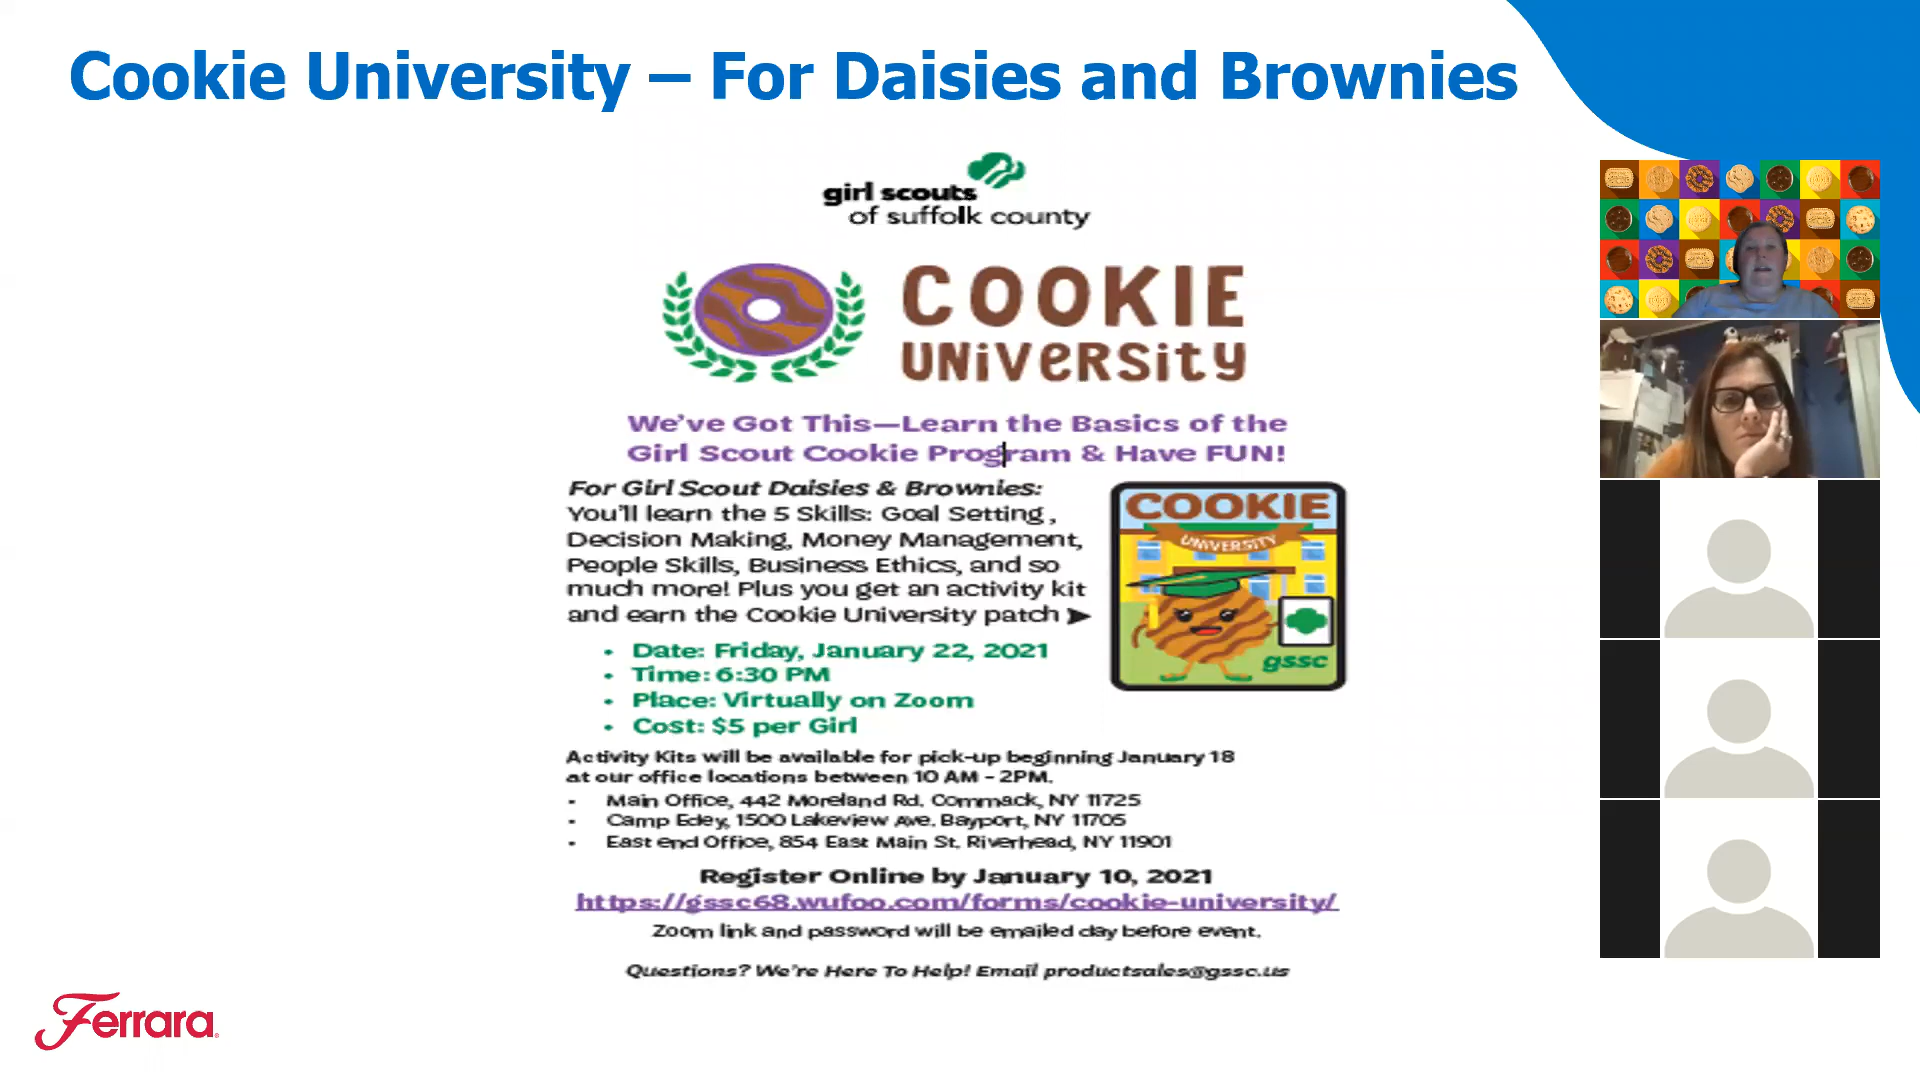 Cookie University – For Daisies and Brownies
girl scouts
of suffolk county
COOKIE
UNIVERSITY
We've Got This—Learn the Basics of the
Girl Scout Cookie Program & Have FUN!
For Girl Scout Daisies & Brownies:
You'll learn the 5 Skills: Goal Setting,
Decision Making, Money Management,
People Skills, Business Ethics, and so
much more! Plus you get an activity kit
and earn the Cookie University patch ➤
COOKIE
UNIVERSITY
gssc
• Date: Friday, January 22, 2021
• Time: 6:30 PM
• Place: Virtually on Zoom
• Cost: $5 per Girl
Activity Kits will be available for pick-up beginning January 18
at our office locations between 10 AM - 2PM.
• Main Office, 442 Moreland Rd. Commack, NY 11725
• Camp Edey, 1500 Lakeview Ave. Bayport, NY 11705
• East end Office, 854 East Main St. Riverhead, NY 11901
Register Online by January 10, 2021
https://gssc68.wufoo.com/forms/cookie-university/
Zoom link and password will be emailed day before event.
Questions? We're Here To Help! Email productsales@gssc.us
Ferrara